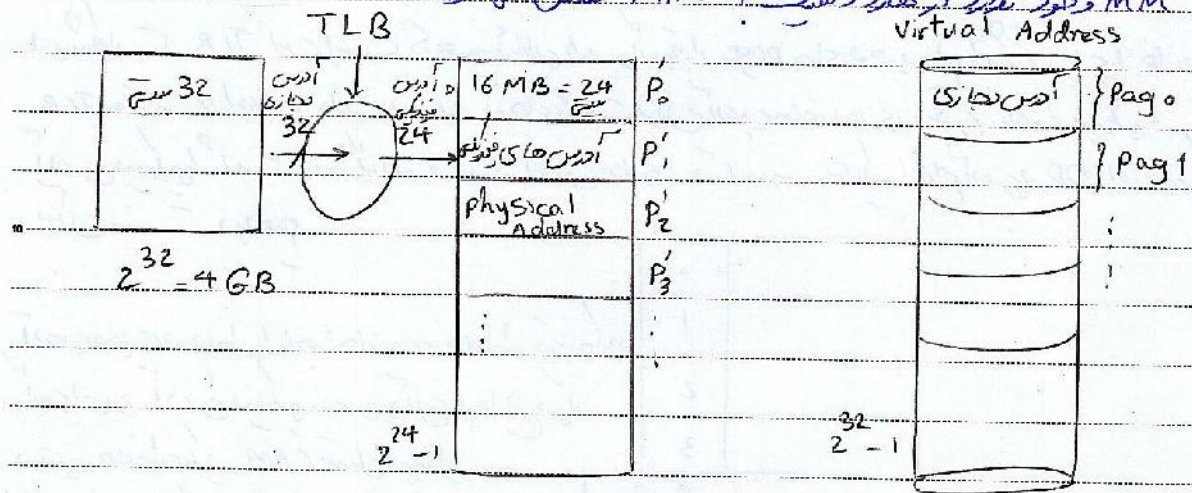 TLB
Virtual Address
32 بیتی
آدرس مجازی
32
آدرس فیزیکی
24
16 MB = 24 بیتی
آدرس های فیزیکی
physical Address
P'0
P'1
P'2
P'3
آدرس مجازی
Pag 0
Pag 1
2^32 = 4 GB
2^24 - 1
2^32 - 1